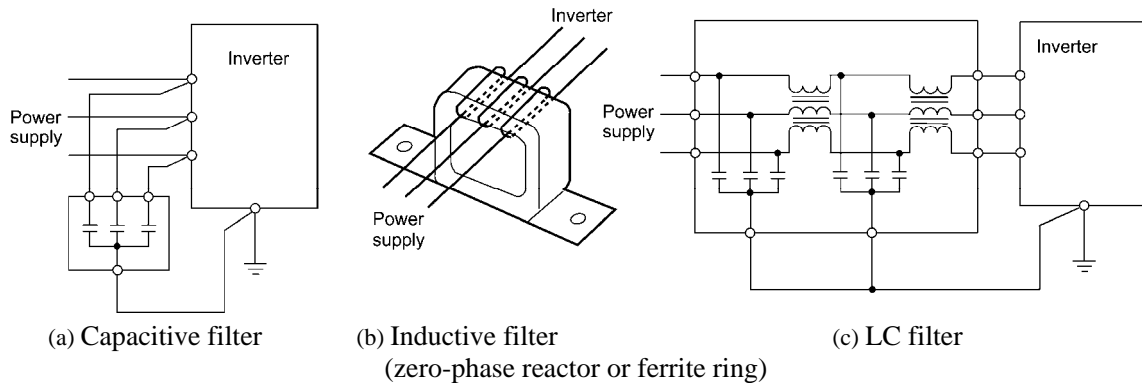 Inverter
Power
supply
(a) Capacitive filter
Inverter
Power
supply
(b) Inductive filter
(zero-phase reactor or ferrite ring)
Inverter
Power
supply
(c) LC filter